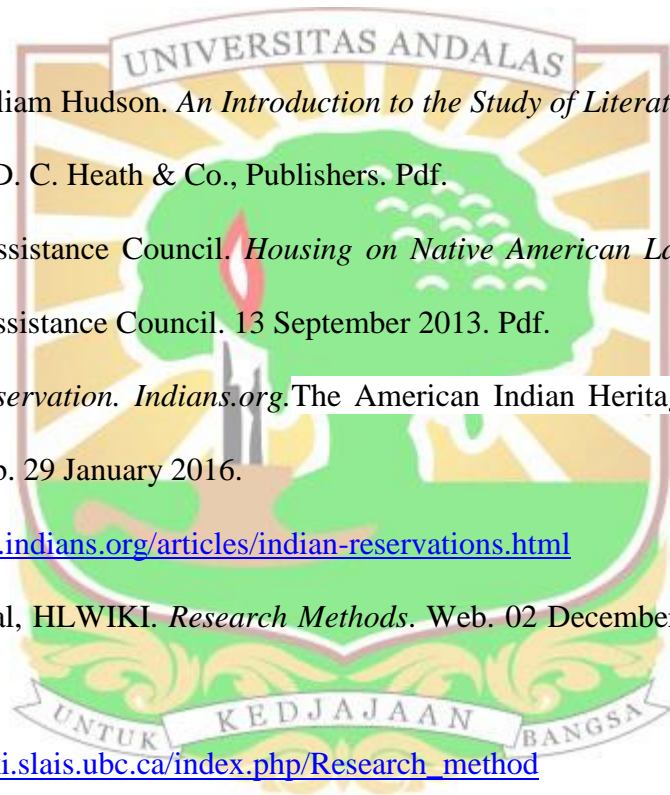 UNIVERSITAS ANDALAS
liam Hudson. An Introduction to the Study of Literat
D. C. Heath & Co., Publishers. Pdf.
ssistance Council. Housing on Native American La
ssistance Council. 13 September 2013. Pdf.
servation. Indians.org.The American Indian Herita
b. 29 January 2016.
.indians.org/articles/indian-reservations.html
al, HLWIKI. Research Methods. Web. 02 December
UNTUK KEDJAJAAN BANGSA
i.slais.ubc.ca/index.php/Research_method